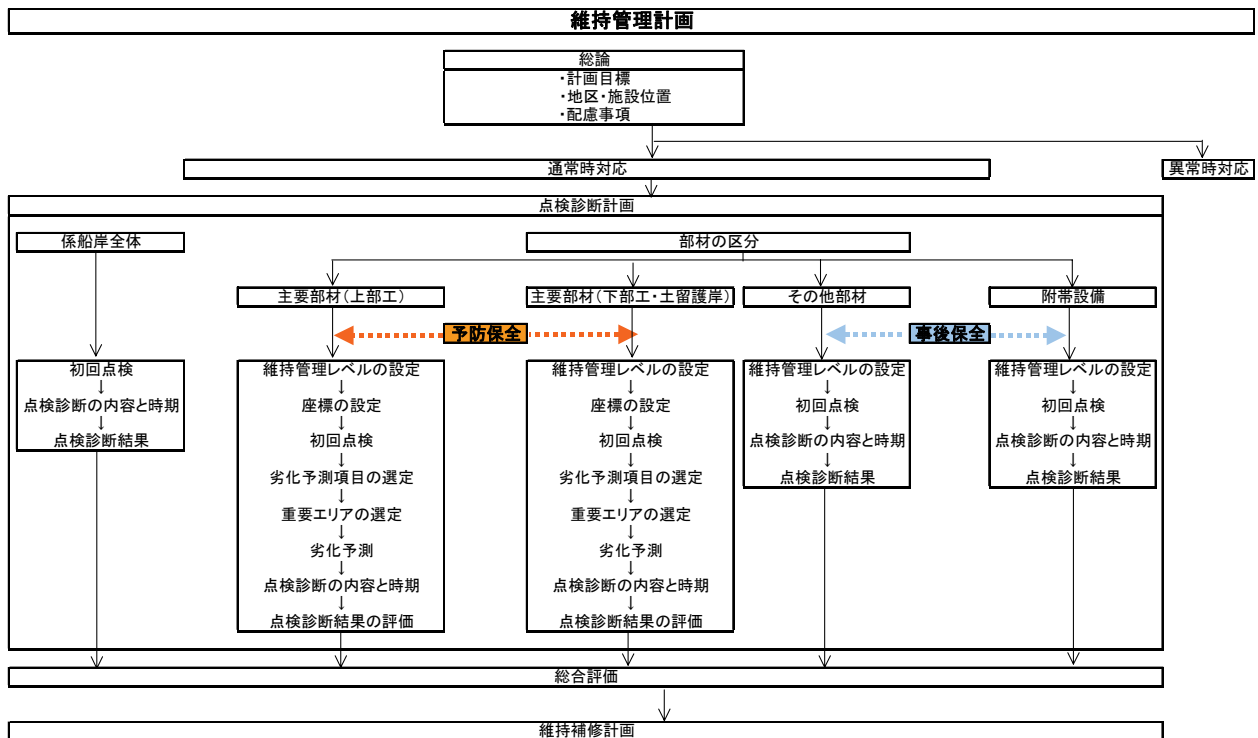 維持管理計画
総論
・計画目標
・地区・施設位置
・配慮事項
通常時対応
異常時対応
点検診断計画
係船岸全体
部材の区分
主要部材(上部工)
主要部材(下部工・土留護岸)
その他部材
附帯設備
予防保全
事後保全
初回点検
↓
点検診断の内容と時期
↓
点検診断結果
維持管理レベルの設定
↓
座標の設定
↓
初回点検
↓
劣化予測項目の選定
↓
重要エリアの選定
↓
劣化予測
↓
点検診断の内容と時期
↓
点検診断結果の評価
維持管理レベルの設定
↓
座標の設定
↓
初回点検
↓
劣化予測項目の選定
↓
重要エリアの選定
↓
劣化予測
↓
点検診断の内容と時期
↓
点検診断結果の評価
維持管理レベルの設定
↓
初回点検
↓
点検診断の内容と時期
↓
点検診断結果
維持管理レベルの設定
↓
初回点検
↓
点検診断の内容と時期
↓
点検診断結果
総合評価
維持補修計画